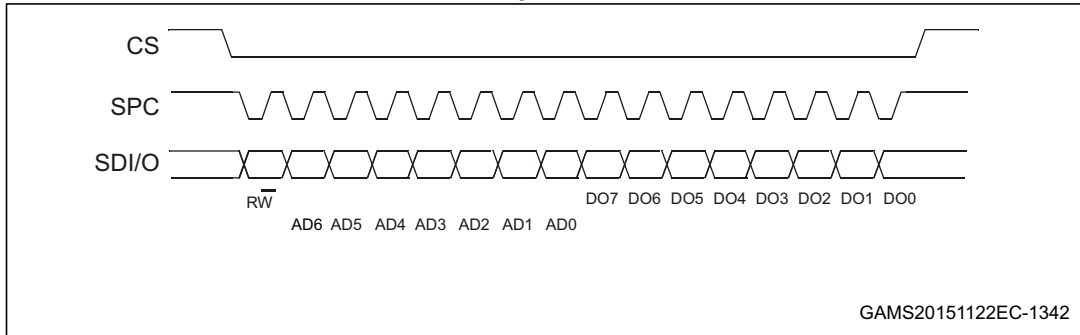 CS
SPC
SDI/O
RW
DO7 DO6 DO5 DO4 DO3 DO2 DO1 DO0
AD6 AD5 AD4 AD3 AD2 AD1 AD0
GAMS20151122EC-1342